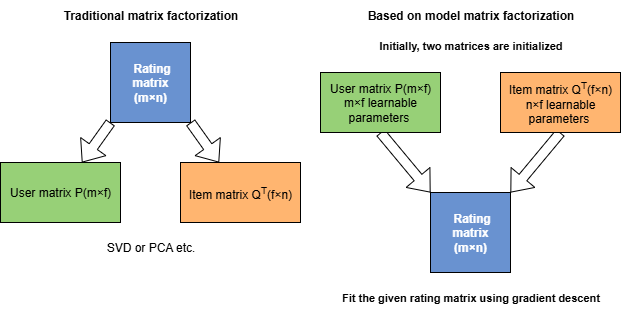 Traditional matrix factorization
Rating
matrix
(m×n)
User matrix P(m×f)
Item matrix Qᵀ(f×n)
SVD or PCA etc.
Based on model matrix factorization
Initially, two matrices are initialized
User matrix P(m×f)
m×f learnable
parameters
Item matrix Qᵀ(f×n)
n×f learnable
parameters
Rating
matrix
(m×n)
Fit the given rating matrix using gradient descent